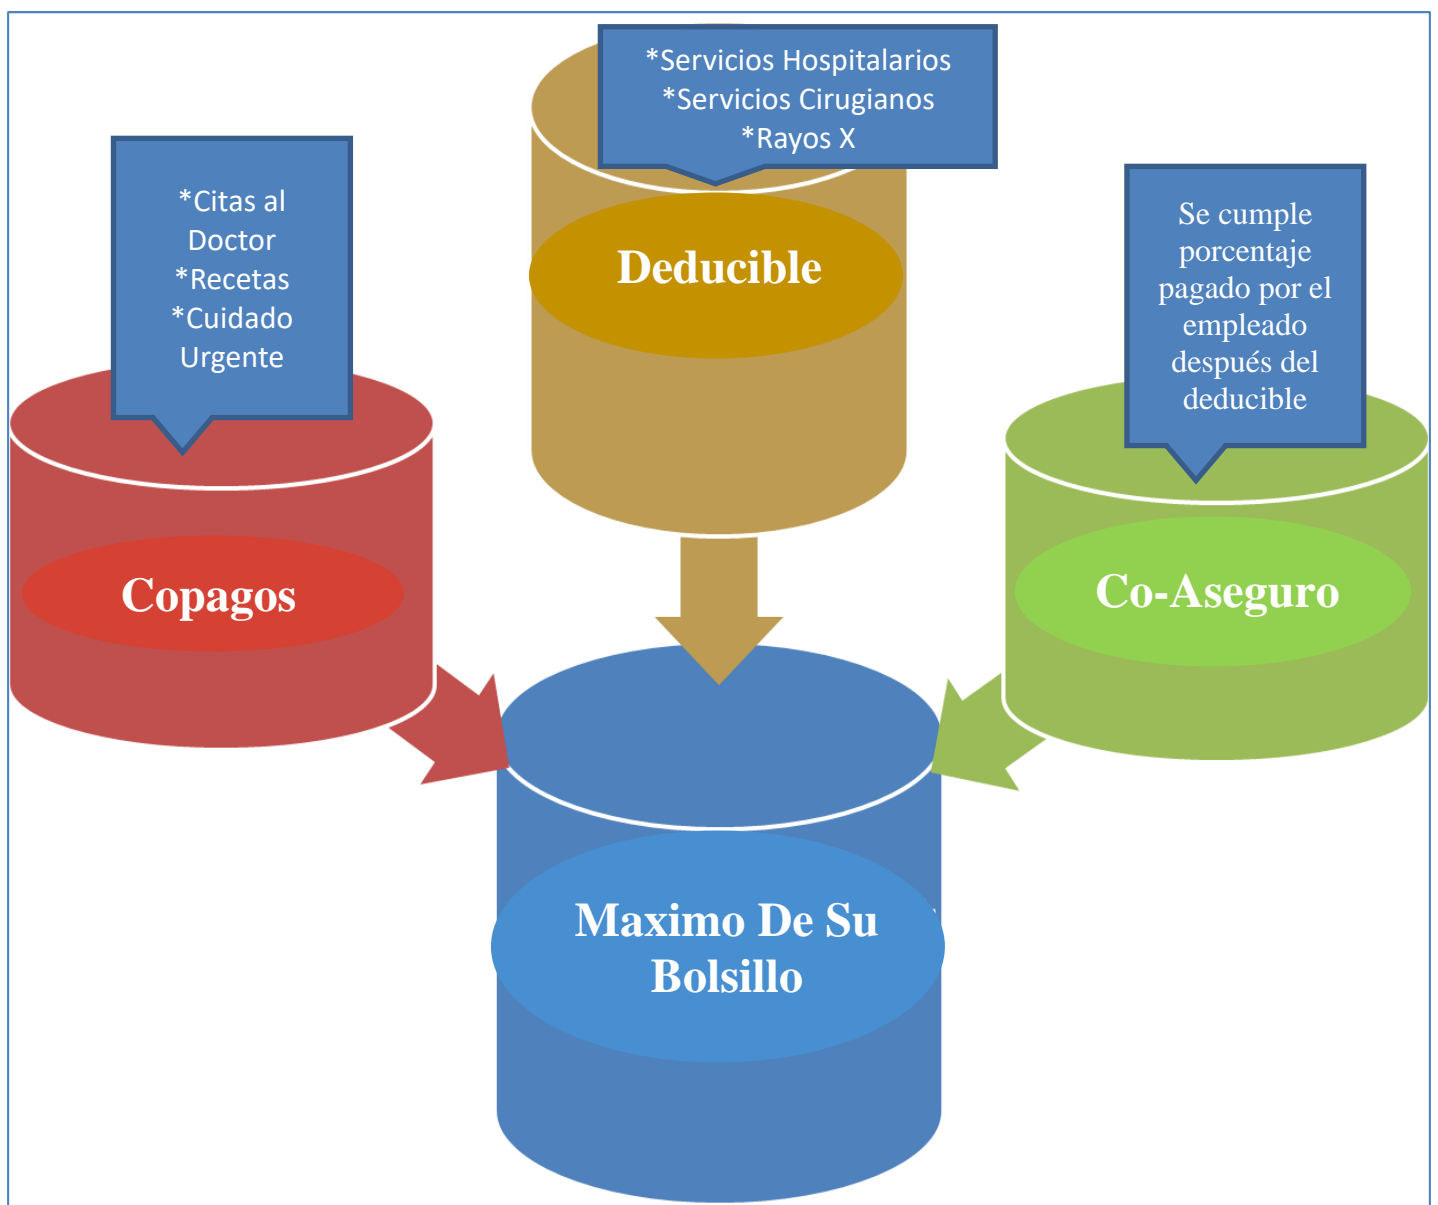 *Servicios Hospitalarios
*Servicios Cirugianos
*Rayos X
Deducible
*Citas al
Doctor
*Recetas
*Cuidado
Urgente
Copagos
Se cumple
porcentaje
pagado por el
empleado
después del
deducible
Co-Aseguro
Maximo De Su
Bolsillo